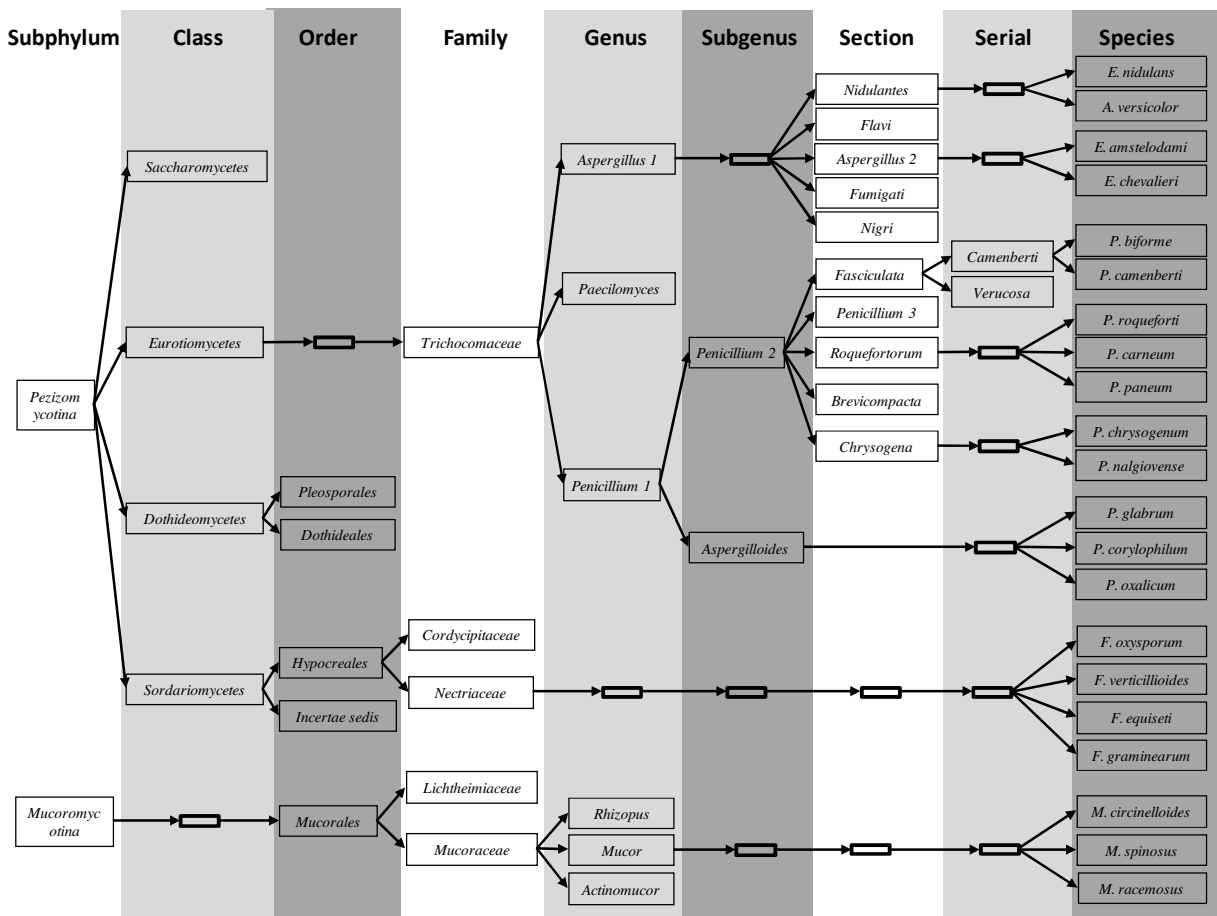 Subphylum Class Order Family Genus Subgenus Section Serial Species
E. nidulans
Nidulantes
A. versicolor
Flavi
E. amstelodami
Saccharomycetes
Aspergillus 1
Aspergillus 2
E. chevalieri
Fumigati
Nigri
P. biforme
Camenberti
Fasciculata
P. camenberti
Paecilomyces
Verucosa
Penicillium 3
P. roqueforti
Eurotiomycetes
Trichocomaceae
Penicillium 2
Roquefortorum
P. carneum
P. paneum
Pezizom
ycotina
Brevicompacta
P. chrysogenum
Chrysogena
P. nalgiovense
Penicillium 1
Pleosporales
P. glabrum
Dothideomycetes
Dothideales
Aspergilloides
P. corylophilum
P. oxalicum
Cordycipitaceae
F. oxysporum
Hypocreales
F. verticillioides
Sordariomycetes
Nectriaceae
Incertae sedis
F. equiseti
F. graminearum
Lichtheimiaceae
Rhizopus
M. circinelloides
Mucoromyc
otina
Mucorales
Mucoraceae
Mucor
M. spinosus
Actinomucor
M. racemosus